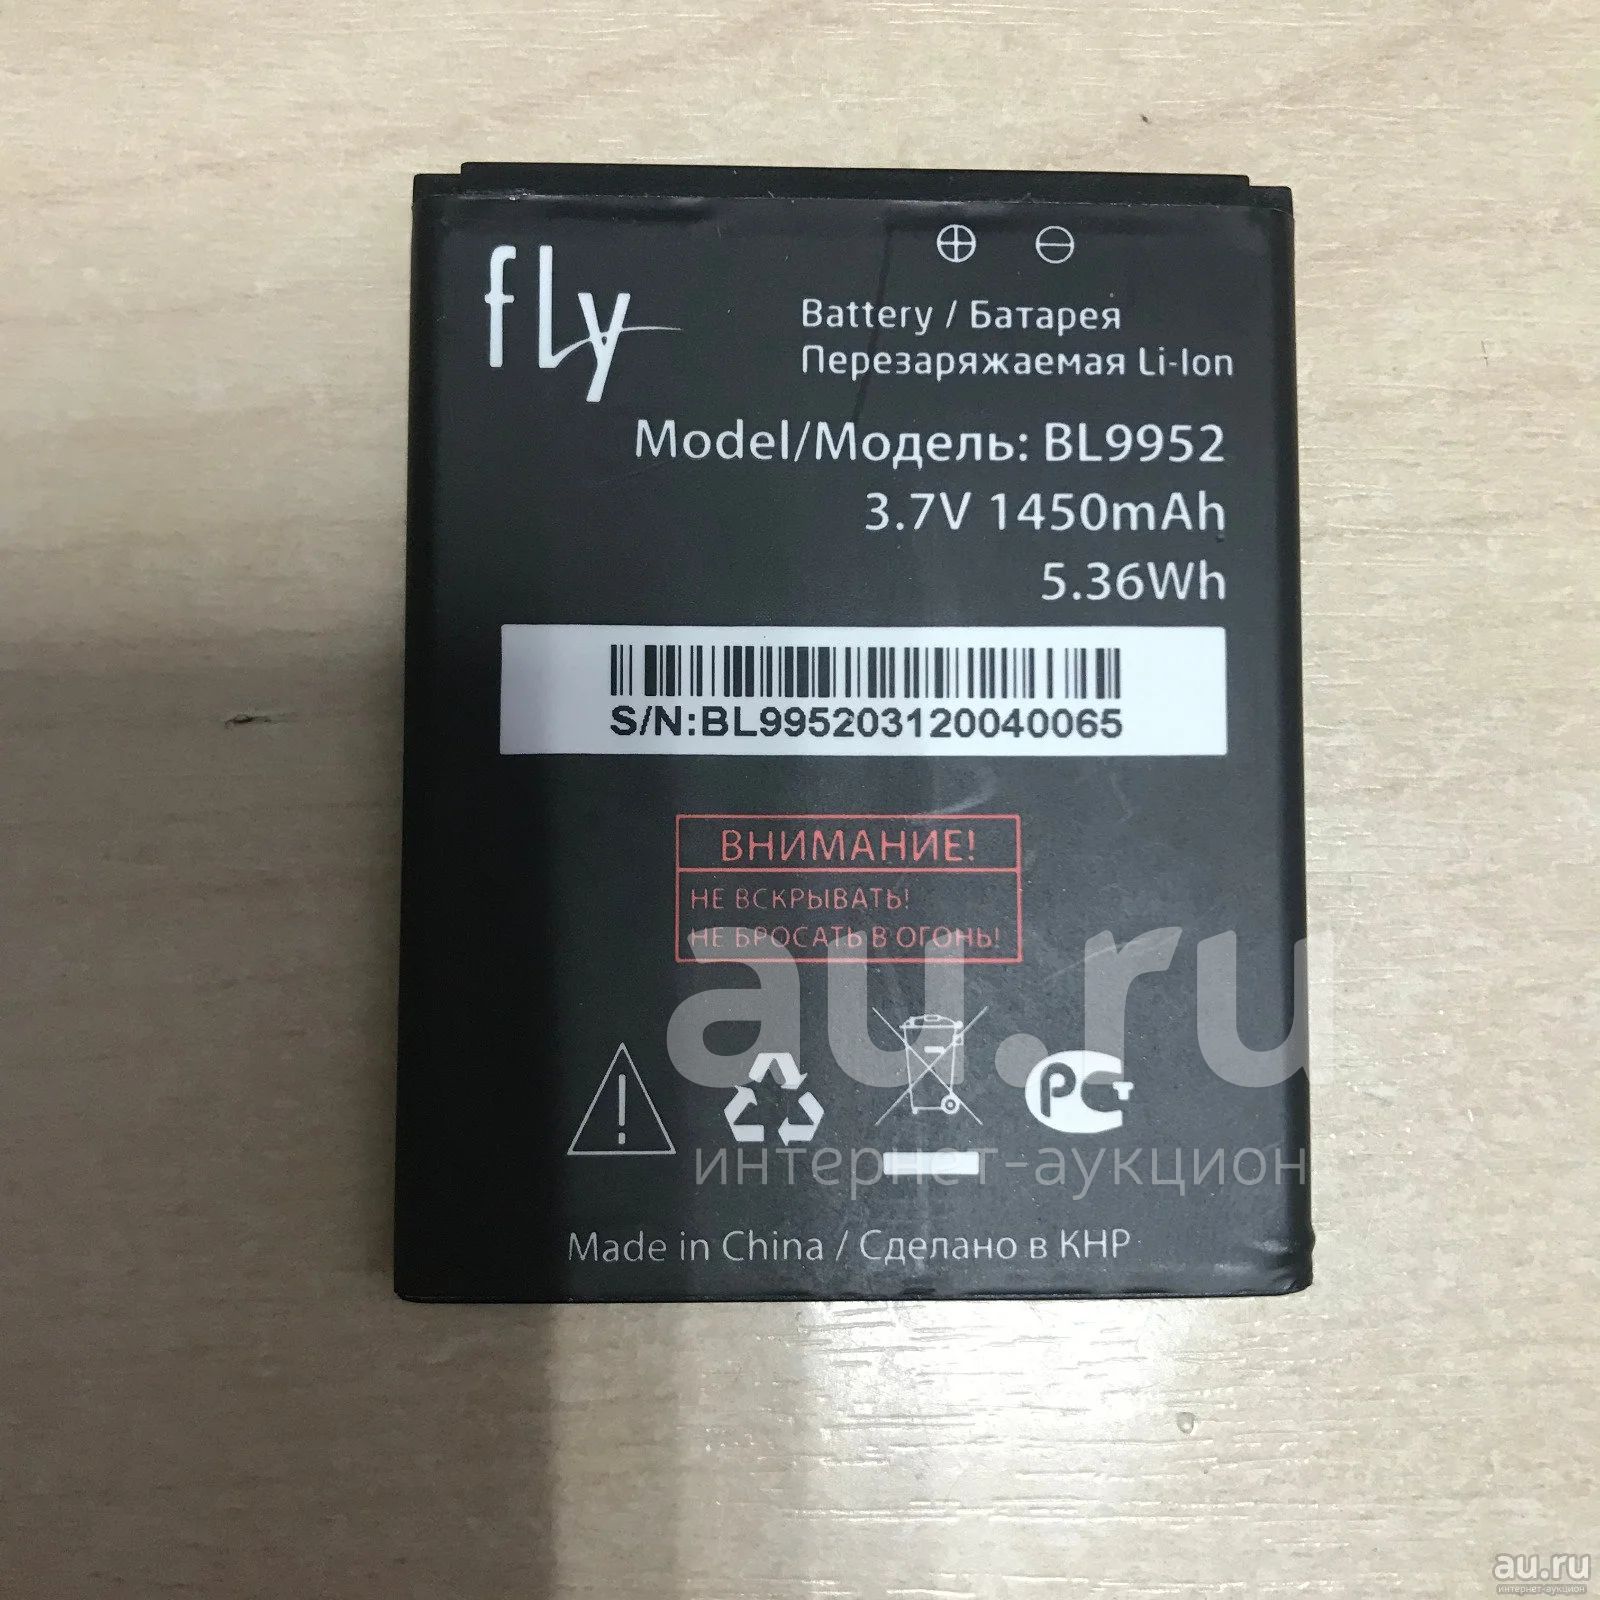 fly
Battery / Батарея
Перезаряжаемая Li-Ion
Model/Модель: BL9952
3.7V 1450mAh
5.36Wh
S/N:BL995203120040065
ВНИМАНИЕ!
НЕ ВСКРЫВАТЬ!
НЕ БРОСАТЬ В ОГОНЬ!
au.ru
РСТ
интернет-аукцион
Made in China / Сделано в КНР
au.ru
интернет-аукцион